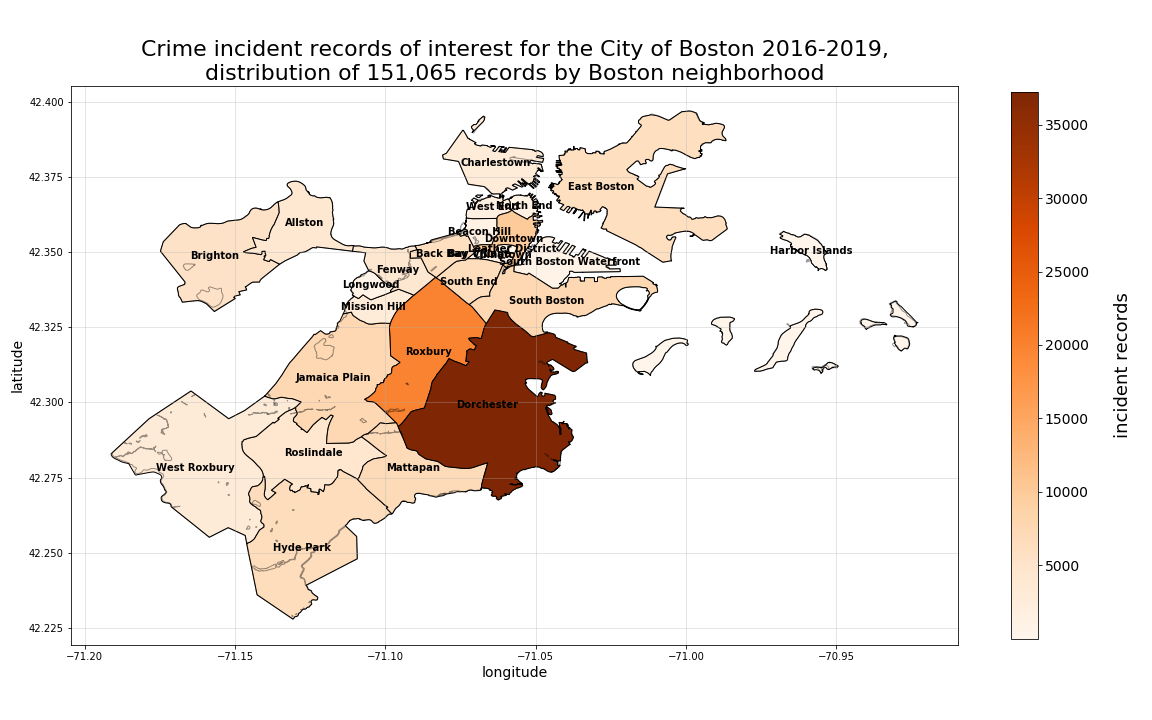 Crime incident records of interest for the City of Boston 2016-2019,
distribution of 151,065 records by Boston neighborhood
42.400
42.375
42.350
42.325
42.300
42.275
42.250
42.225
latitude
−71.20
−71.15
−71.10
−71.05
−71.00
−70.95
longitude
Charlestown
East Boston
West End
North End
Allston
Beacon Hill
Downtown
Leather District
Harbor Islands
Brighton
Back Bay
Bay Village
Chinatown
South Boston Waterfront
Fenway
Longwood
South End
Mission Hill
South Boston
Roxbury
Jamaica Plain
Dorchester
Roslindale
West Roxbury
Mattapan
Hyde Park
35000
30000
25000
20000
15000
10000
5000
incident records